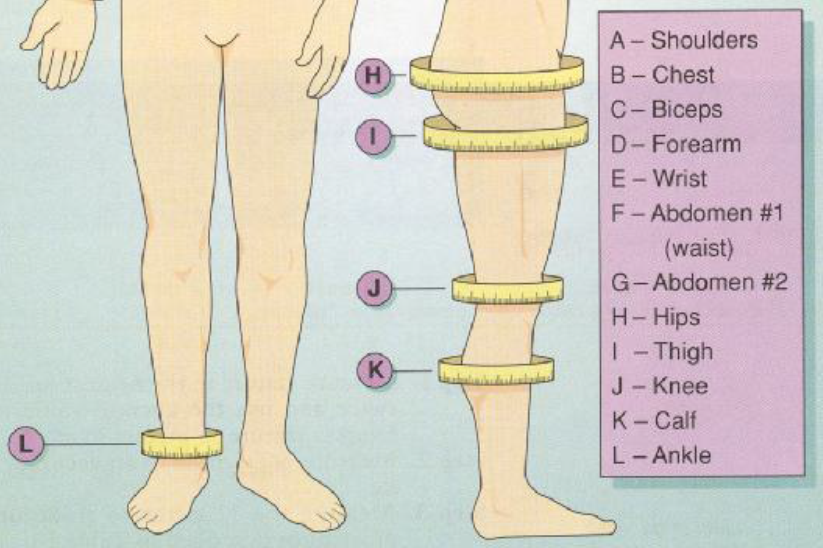 H
I
J
K
L
A – Shoulders
B – Chest
C – Biceps
D – Forearm
E – Wrist
F – Abdomen #1
(waist)
G – Abdomen #2
H – Hips
I – Thigh
J – Knee
K – Calf
L – Ankle